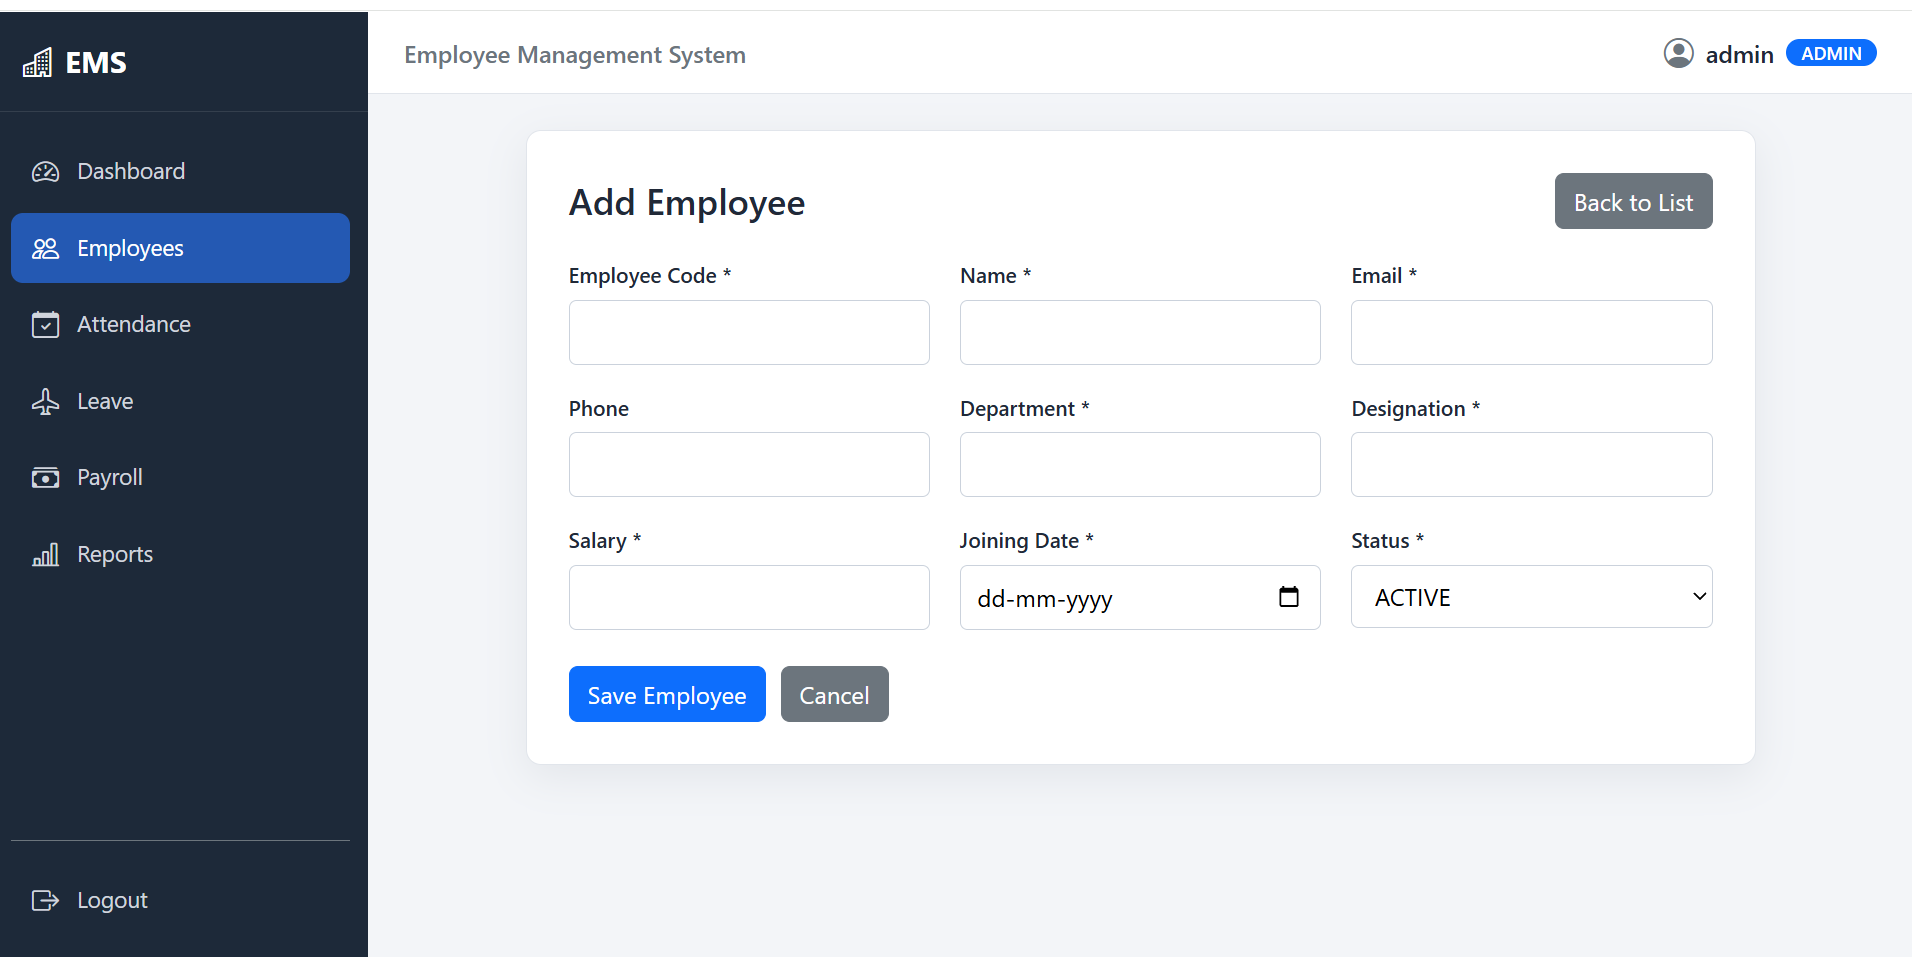 EMS
Employee Management System
admin ADMIN
Dashboard
Employees
Attendance
Leave
Payroll
Reports
Logout
Add Employee
Back to List
Employee Code * Name * Email *
Phone Department * Designation *
Salary * Joining Date * Status *
dd-mm-yyyy ACTIVE
Save Employee Cancel